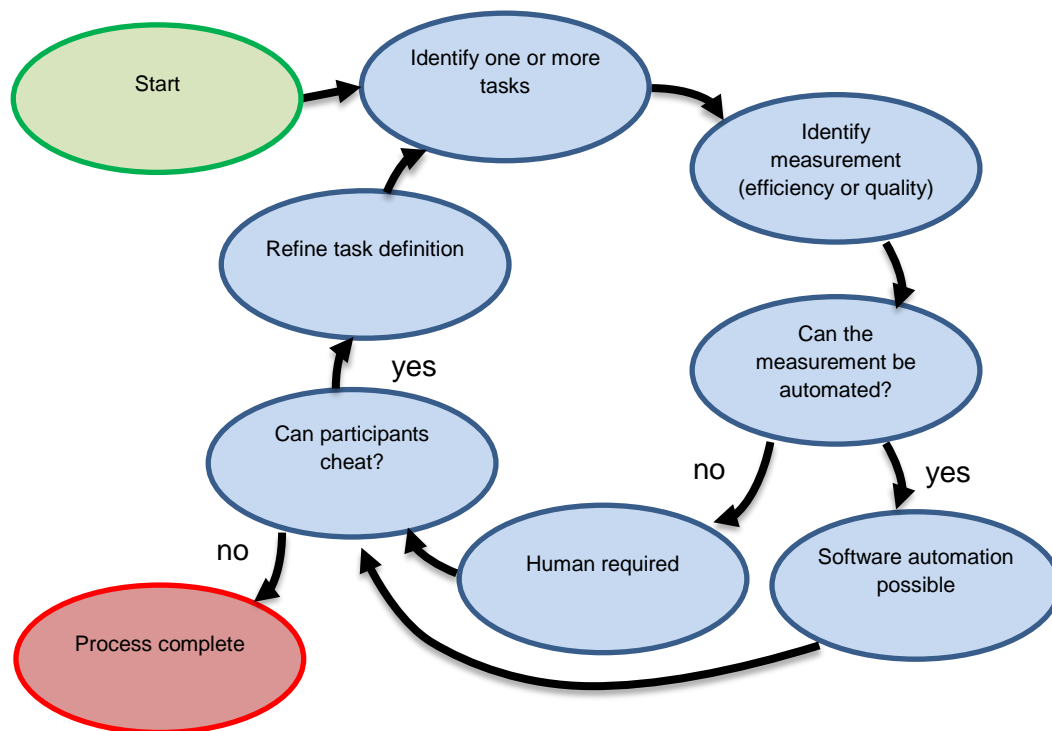 Start
Identify one or more
tasks
Identify
measurement
(efficiency or quality)
Refine task definition
Can the
measurement be
automated?
yes
Can participants
cheat?
no
yes
Human required
Software automation
possible
no
Process complete